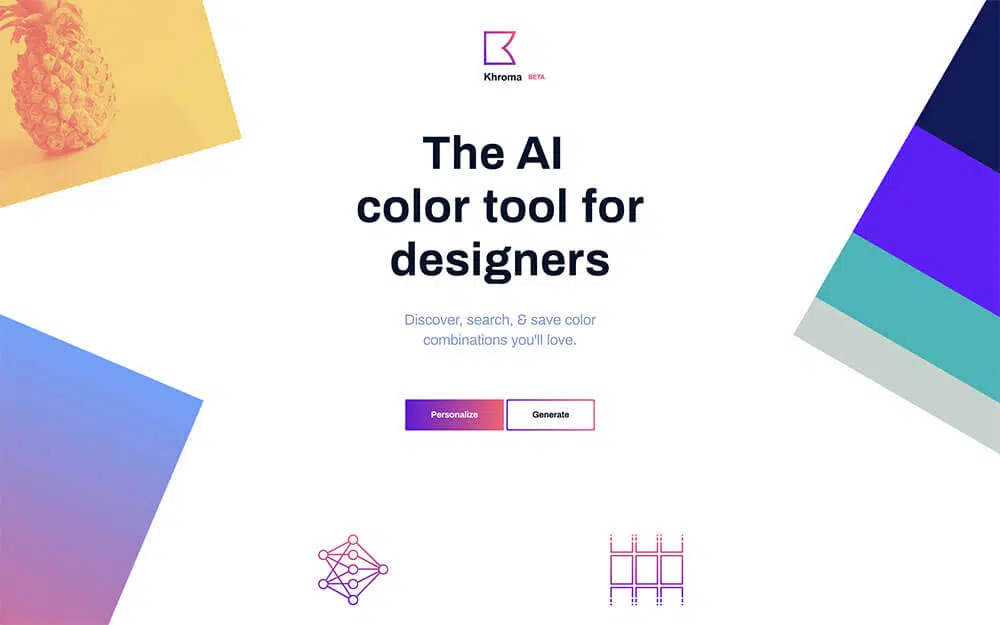 Khroma BETA
The AI
color tool for
designers
Discover, search, & save color
combinations you'll love.
Personalize
Generate